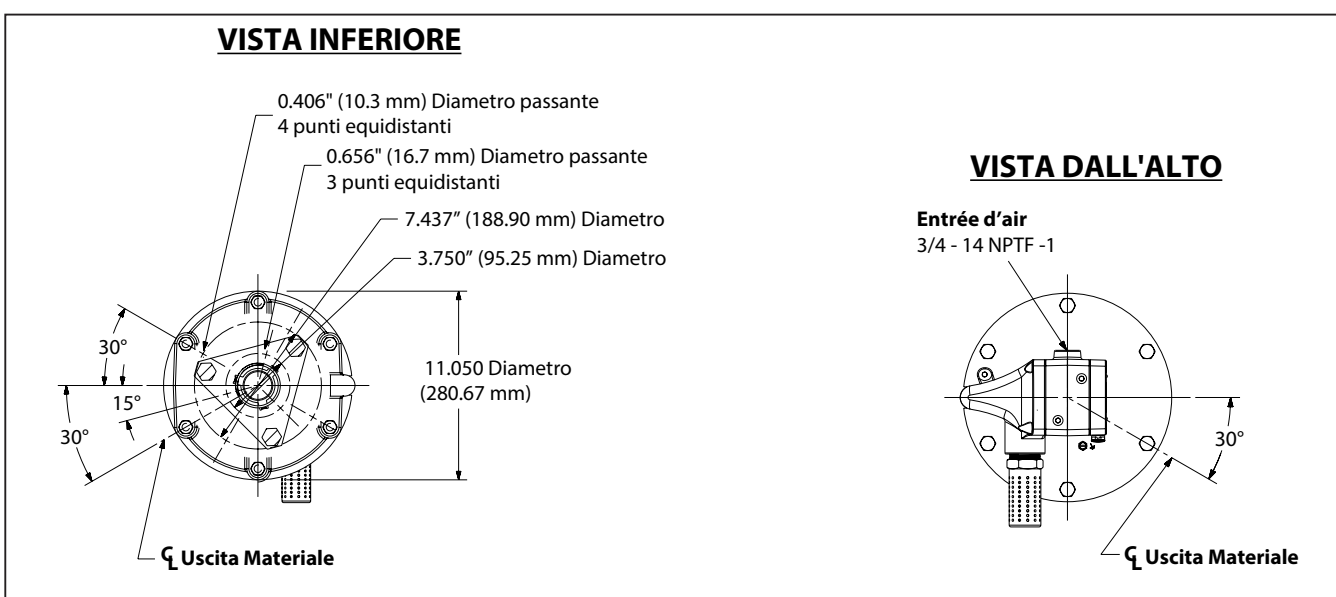 VISTA INFERIORE
0.406" (10.3 mm) Diametro passante
4 punti equidistanti
0.656" (16.7 mm) Diametro passante
3 punti equidistanti
7.437” (188.90 mm) Diametro
3.750” (95.25 mm) Diametro
30°
15°
30°
11.050 Diametro
(280.67 mm)
℄ Uscita Materiale
VISTA DALL'ALTO
Entrée d’air
3/4 - 14 NPTF -1
30°
℄ Uscita Materiale